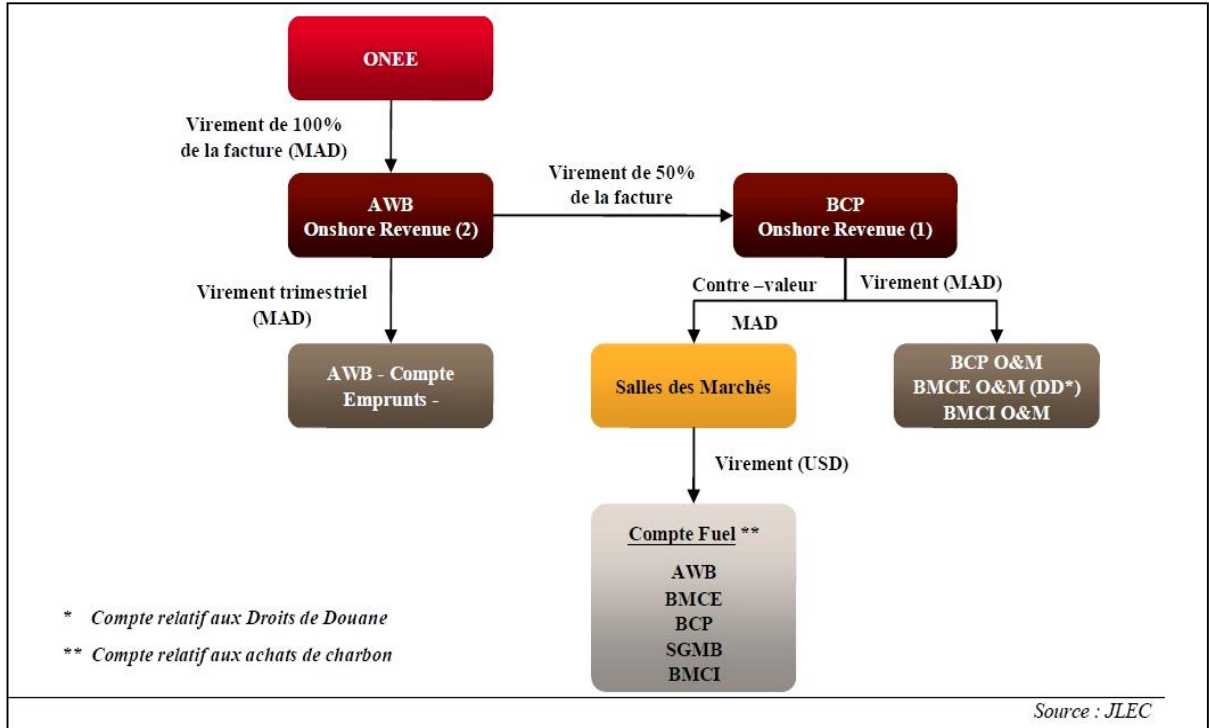 ONEE
Virement de 100%
de la facture (MAD)
Virement de 50%
de la facture
AWB
Onshore Revenue (2)
BCP
Onshore Revenue (1)
Virement trimestriel
(MAD)
Contre –valeur
MAD
Virement (MAD)
AWB - Compte
Emprunts -
Salles des Marchés
BCP O&M
BMCE O&M (DD*)
BMCI O&M
Virement (USD)
Compte Fuel **
AWB
BMCE
BCP
SGMB
BMCI
* Compte relatif aux Droits de Douane
** Compte relatif aux achats de charbon
Source : JLEC